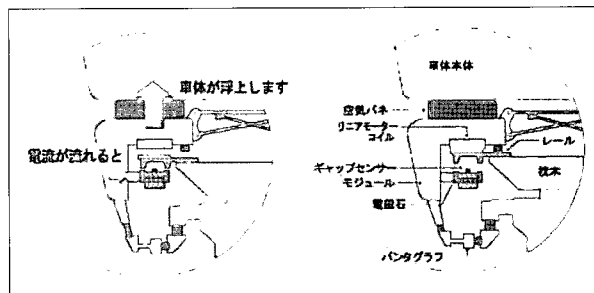 車体が浮上します
電流が流れると
車体本体
空気バネ
リニアモーター
コイル
レール
ギャップセンサー
モジュール
枕木
電磁石
パンタグラフ